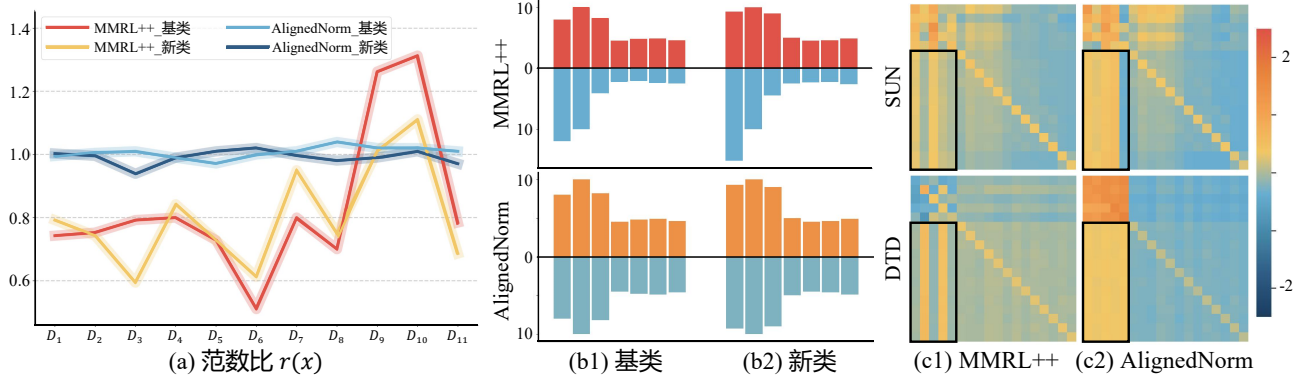 MMRL++_基类
MMRL++_新类
AlignedNorm_基类
AlignedNorm_新类
1.4
1.2
1.0
0.8
0.6
D₁ D₂ D₃ D₄ D₅ D₆ D₇ D₈ D₉ D₁₀ D₁₁
(a) 范数比 r(x)
MMRL++
10
0
10
AlignedNorm
10
0
10
(b1) 基类
(b2) 新类
SUN
DTD
(c1) MMRL++
(c2) AlignedNorm
2
-2